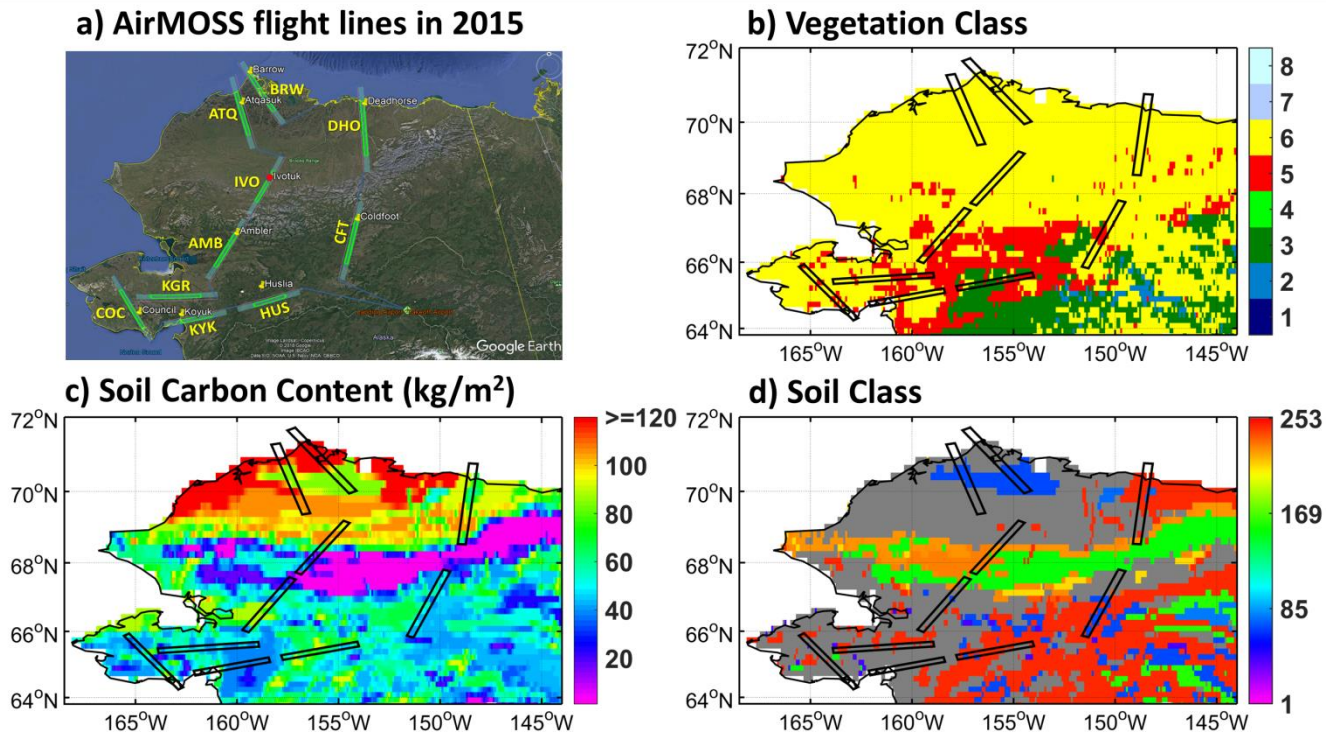 a) AirMOSS flight lines in 2015
Barrow
BRW
ATQ
Atqasuk
Deadhorse
DHO
Brooks Range
IVO
Ivotuk
Coldfoot
Ambler
AMB
CFT
KGR
Huslia
COC
Council
Koyuk
KYK
HUS
Alaska
Google Earth
b) Vegetation Class
72°N
70°N
68°N
66°N
64°N
165°W
160°W
155°W
150°W
145°W
8
7
6
5
4
3
2
1
c) Soil Carbon Content (kg/m²)
72°N
70°N
68°N
66°N
64°N
165°W
160°W
155°W
150°W
145°W
>=120
100
80
60
40
20
d) Soil Class
72°N
70°N
68°N
66°N
64°N
165°W
160°W
155°W
150°W
145°W
253
169
85
1